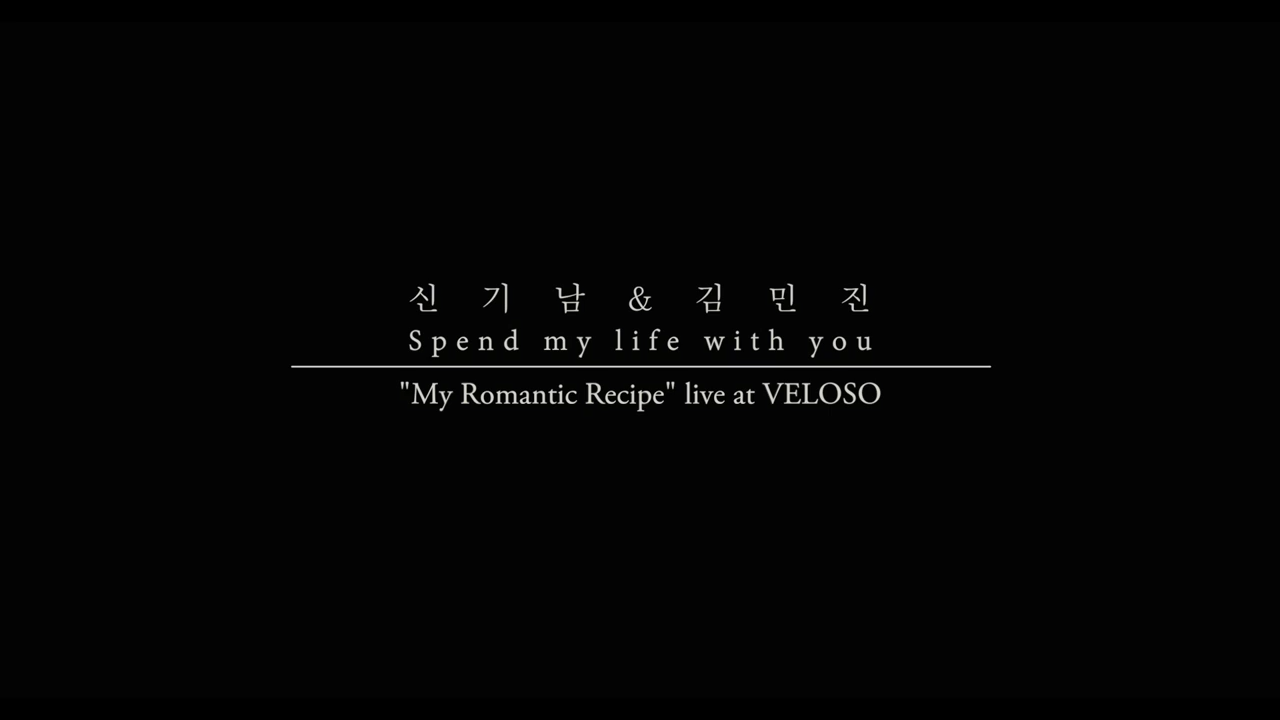 신 기 남 & 김 민 진
Spend my life with you
"My Romantic Recipe" live at VELOSO